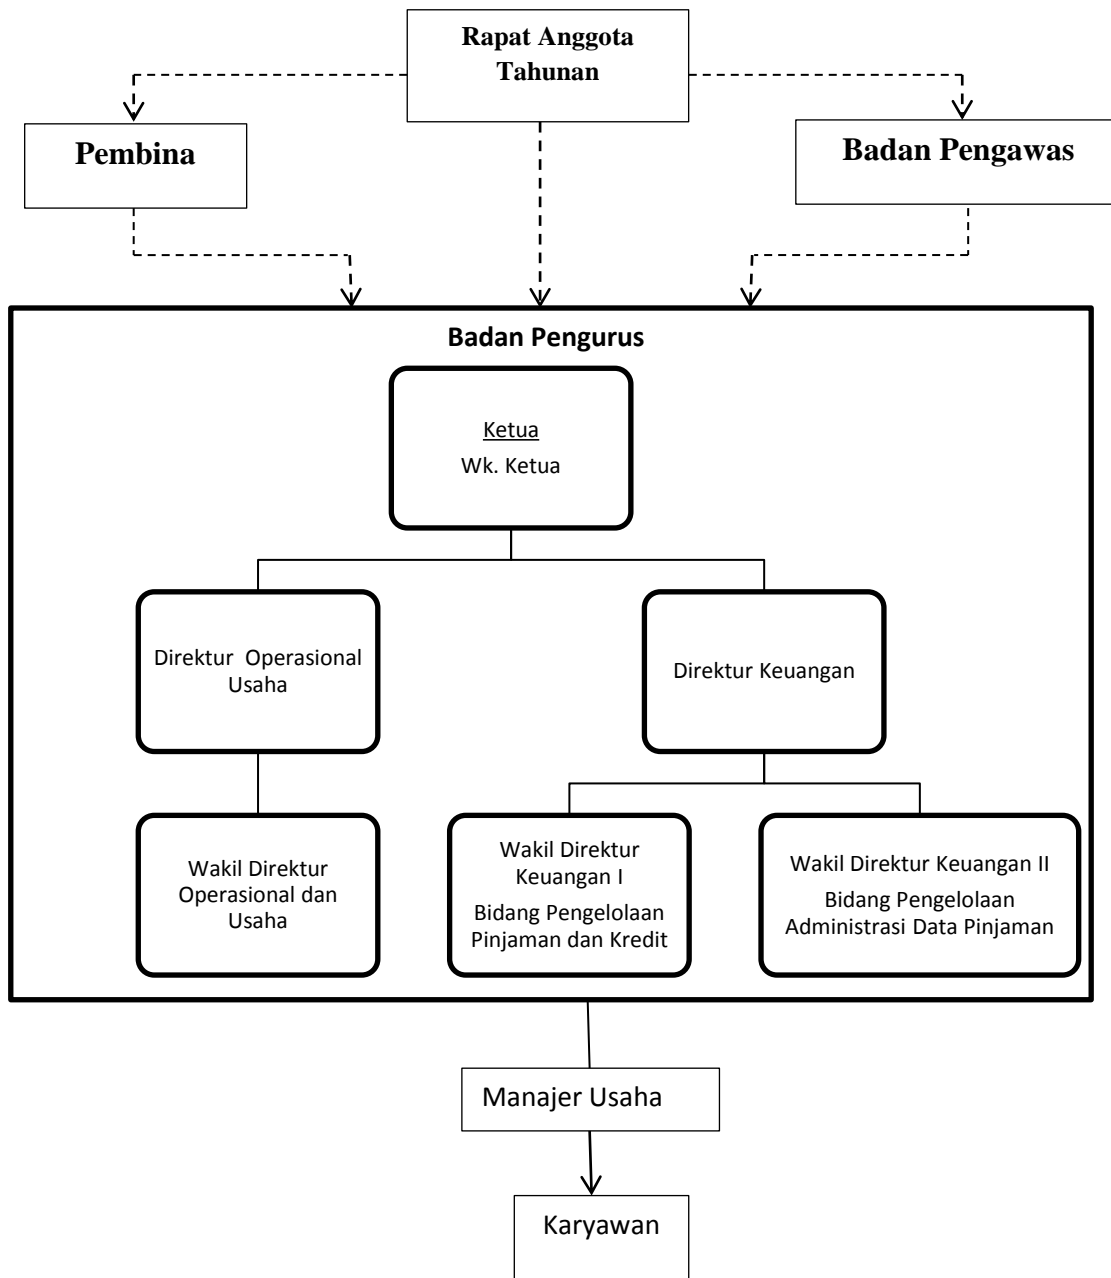 Rapat Anggota
Tahunan
Pembina
Badan Pengawas
Badan Pengurus
Ketua
Wk. Ketua
Direktur Operasional
Usaha
Direktur Keuangan
Wakil Direktur
Operasional dan
Usaha
Wakil Direktur
Keuangan I
Bidang Pengelolaan
Pinjaman dan Kredit
Wakil Direktur Keuangan II
Bidang Pengelolaan
Administrasi Data Pinjaman
Manajer Usaha
Karyawan